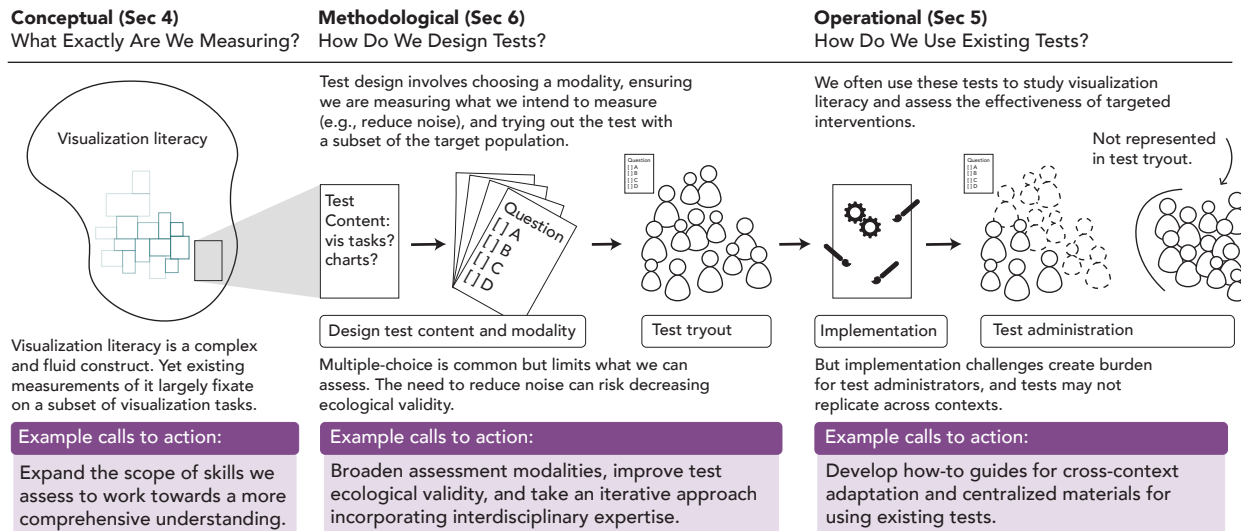 Conceptual (Sec 4)
What Exactly Are We Measuring?
Visualization literacy
Visualization literacy is a complex
and fluid construct. Yet existing
measurements of it largely fixate
on a subset of visualization tasks.
Example calls to action:
Expand the scope of skills we
assess to work towards a more
comprehensive understanding.
Methodological (Sec 6)
How Do We Design Tests?
Test design involves choosing a modality, ensuring
we are measuring what we intend to measure
(e.g., reduce noise), and trying out the test with
a subset of the target population.
Test
Content:
vis tasks?
charts?
Question
[ ] A
[ ] B
[ ] C
[ ] D
Question
[ ] A
[ ] B
[ ] C
[ ] D
Design test content and modality
Test tryout
Multiple-choice is common but limits what we can
assess. The need to reduce noise can risk decreasing
ecological validity.
Example calls to action:
Broaden assessment modalities, improve test
ecological validity, and take an iterative approach
incorporating interdisciplinary expertise.
Operational (Sec 5)
How Do We Use Existing Tests?
We often use these tests to study visualization
literacy and assess the effectiveness of targeted
interventions.
Not represented
in test tryout.
Question
[ ] A
[ ] B
[ ] C
[ ] D
Implementation
Test administration
But implementation challenges create burden
for test administrators, and tests may not
replicate across contexts.
Example calls to action:
Develop how-to guides for cross-context
adaptation and centralized materials for
using existing tests.